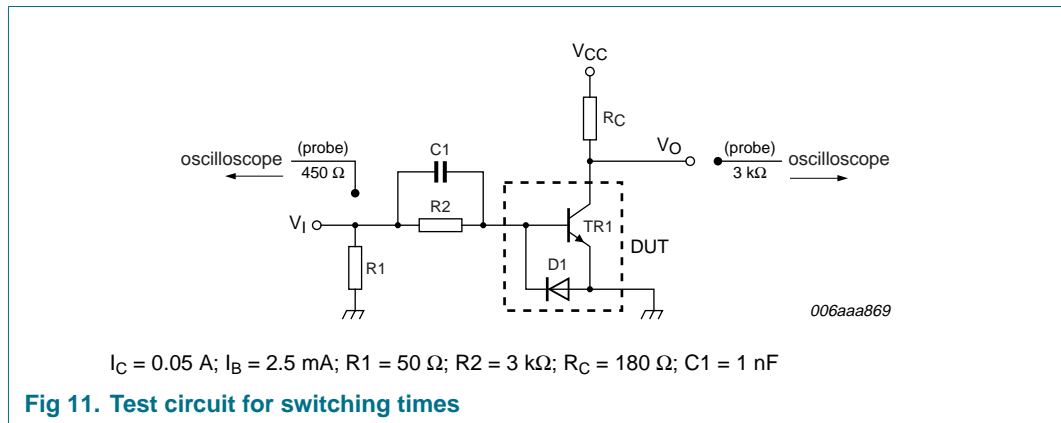 VCC
RC
VO
(probe)
oscilloscope
450 Ω
(probe)
oscilloscope
3 kΩ
C1
R2
VI
R1
TR1
DUT
D1
006aaa869
IC = 0.05 A; IB = 2.5 mA; R1 = 50 Ω; R2 = 3 kΩ; RC = 180 Ω; C1 = 1 nF
Fig 11. Test circuit for switching times